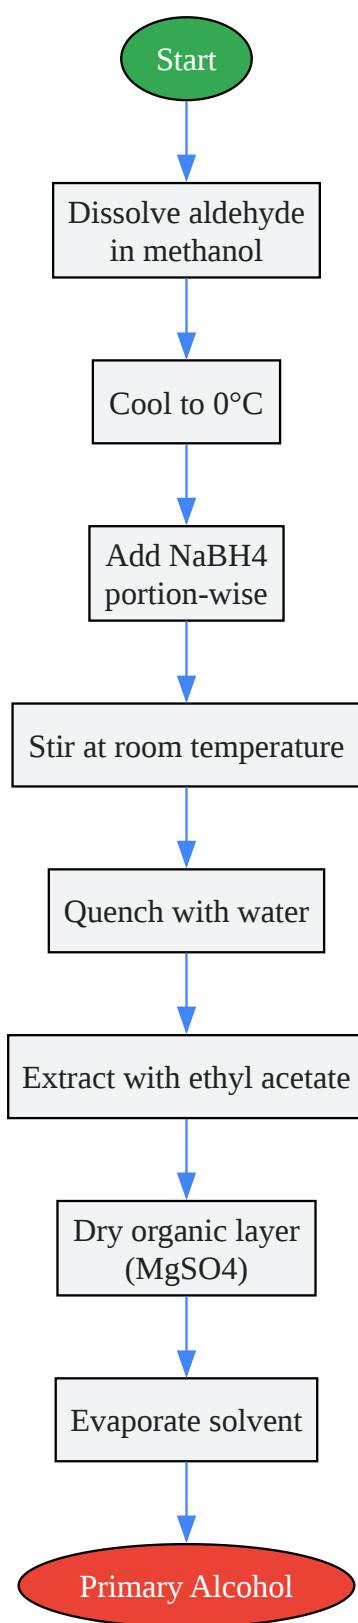 Start
Dissolve aldehyde
in methanol
Cool to 0°C
Add NaBH4
portion-wise
Stir at room temperature
Quench with water
Extract with ethyl acetate
Dry organic layer
(MgSO4)
Evaporate solvent
Primary Alcohol